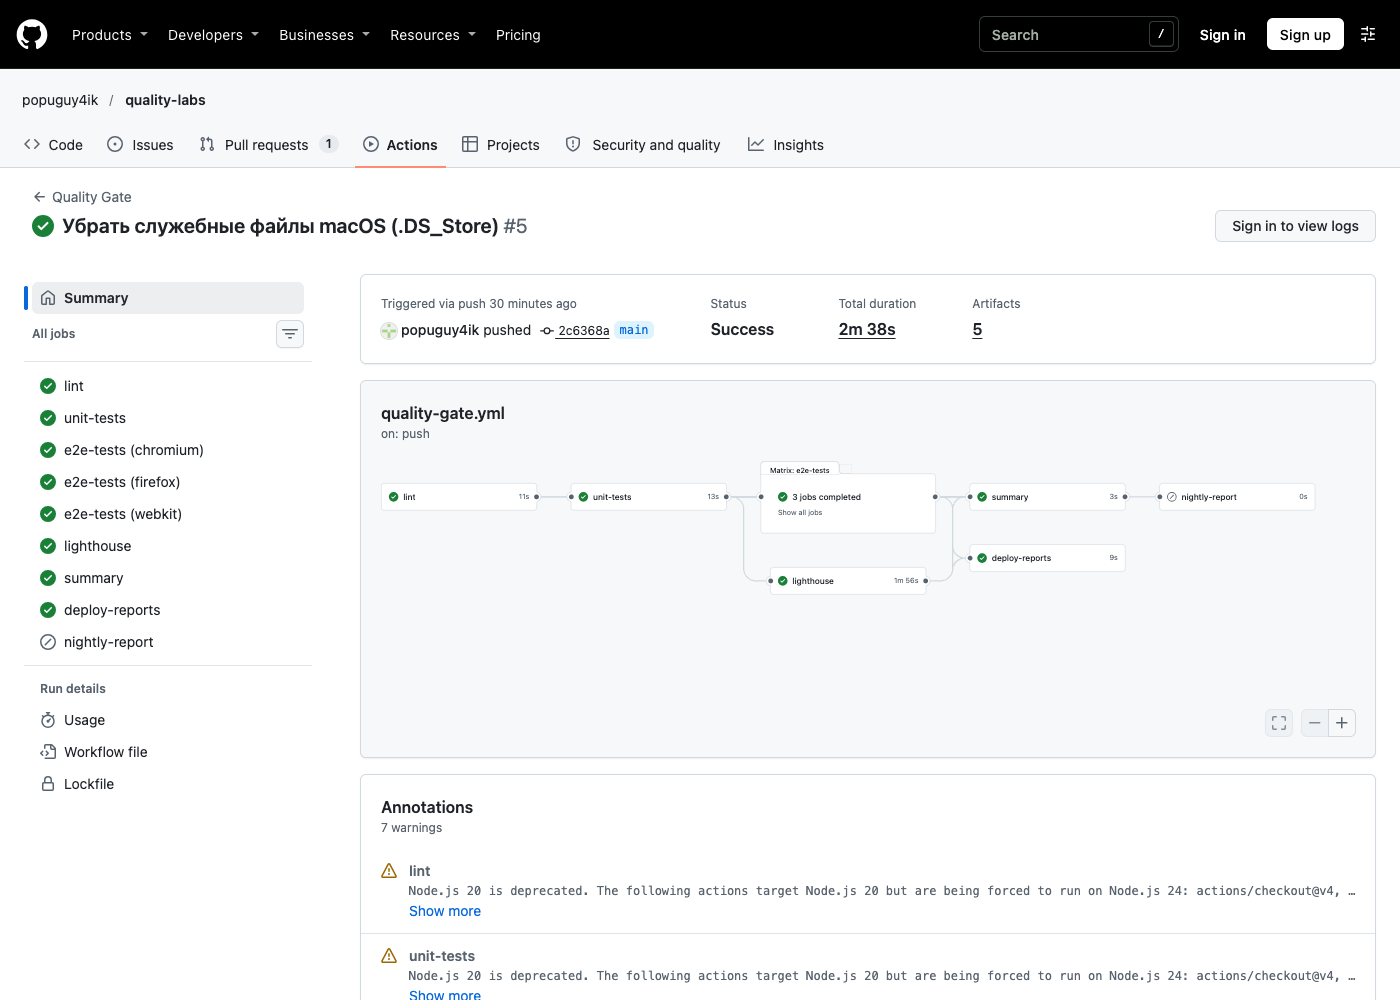 Products Developers Businesses Resources Pricing Search / Sign in Sign up
popuguy4ik / quality-labs
Code Issues Pull requests 1 Actions Projects Security and quality Insights
Quality Gate
Убрать служебные файлы macOS (.DS_Store) #5
Sign in to view logs
Summary
All jobs
lint
unit-tests
e2e-tests (chromium)
e2e-tests (firefox)
e2e-tests (webkit)
lighthouse
summary
deploy-reports
nightly-report
Run details
Usage
Workflow file
Lockfile
Triggered via push 30 minutes ago
popuguy4ik pushed 2c6368a main
Status
Success
Total duration
2m 38s
Artifacts
5
quality-gate.yml
on: push
lint 11s
unit-tests 13s
Matrix: e2e-tests
3 jobs completed
Show all jobs
lighthouse 1m 56s
summary 3s
deploy-reports 9s
nightly-report 0s
Annotations
7 warnings
lint
Node.js 20 is deprecated. The following actions target Node.js 20 but are being forced to run on Node.js 24: actions/checkout@v4, …
Show more
unit-tests
Node.js 20 is deprecated. The following actions target Node.js 20 but are being forced to run on Node.js 24: actions/checkout@v4, …
Show more